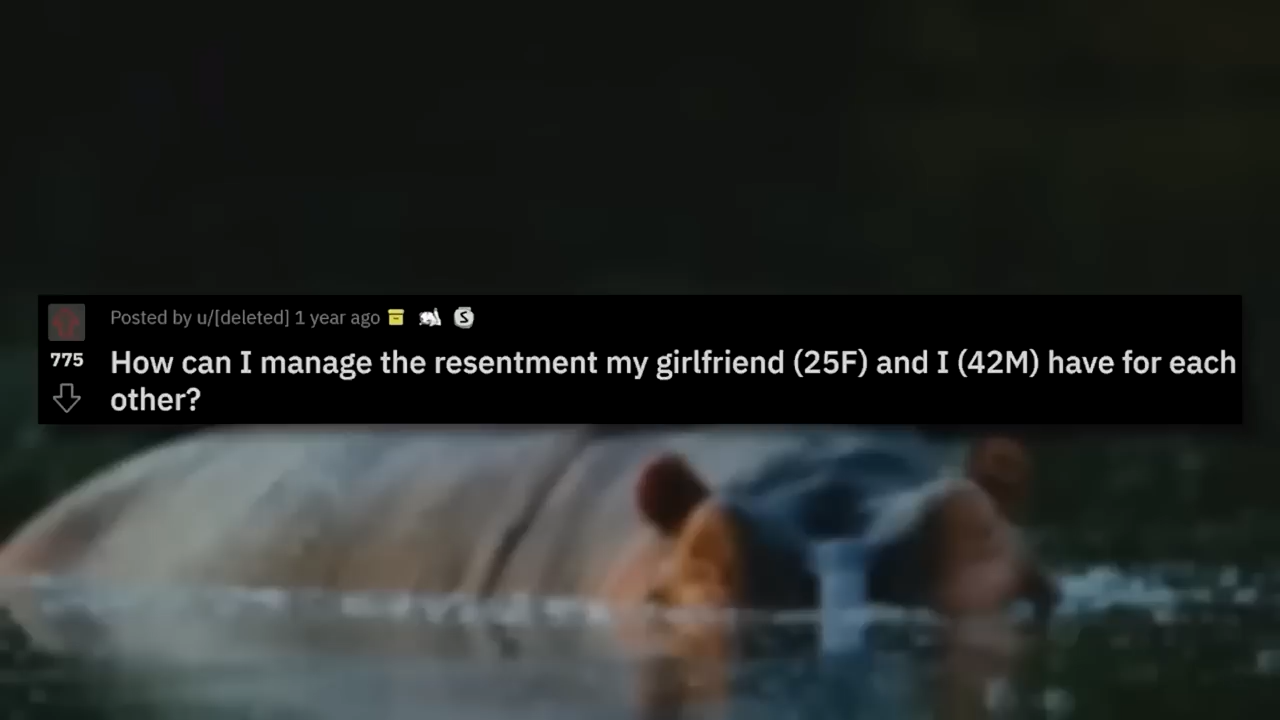 Posted by u/[deleted] 1 year ago
775
How can I manage the resentment my girlfriend (25F) and I (42M) have for each
other?